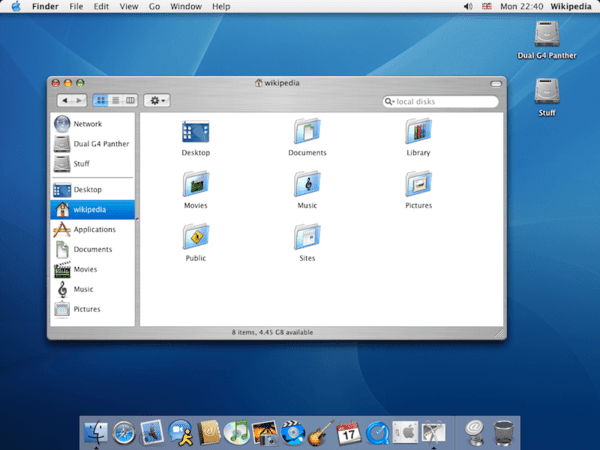 Finder File Edit View Go Window Help Mon 22:40 Wikipedia
Dual G4 Panther
Stuff
wikipedia
local disks
Network
Dual G4 Panther
Stuff
Desktop
wikipedia
Applications
Documents
Movies
Music
Pictures
Desktop Documents Library
Movies Music Pictures
Public Sites
8 items, 4.45 GB available
17